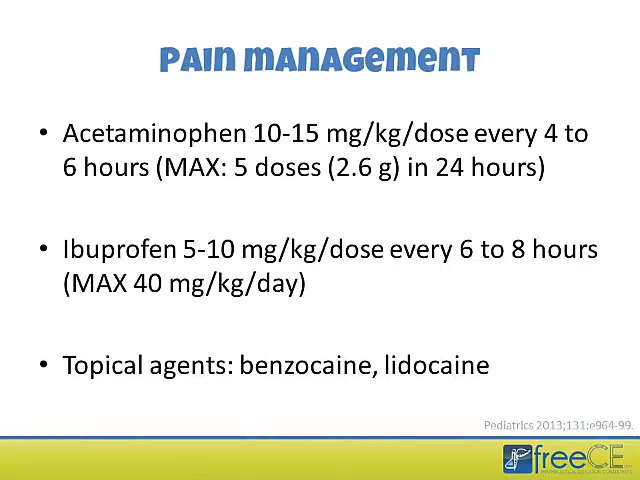 Pain management
• Acetaminophen 10-15 mg/kg/dose every 4 to
6 hours (MAX: 5 doses (2.6 g) in 24 hours)
• Ibuprofen 5-10 mg/kg/dose every 6 to 8 hours
(MAX 40 mg/kg/day)
• Topical agents: benzocaine, lidocaine
Pediatrics 2013;131:e964-99.
freeCE